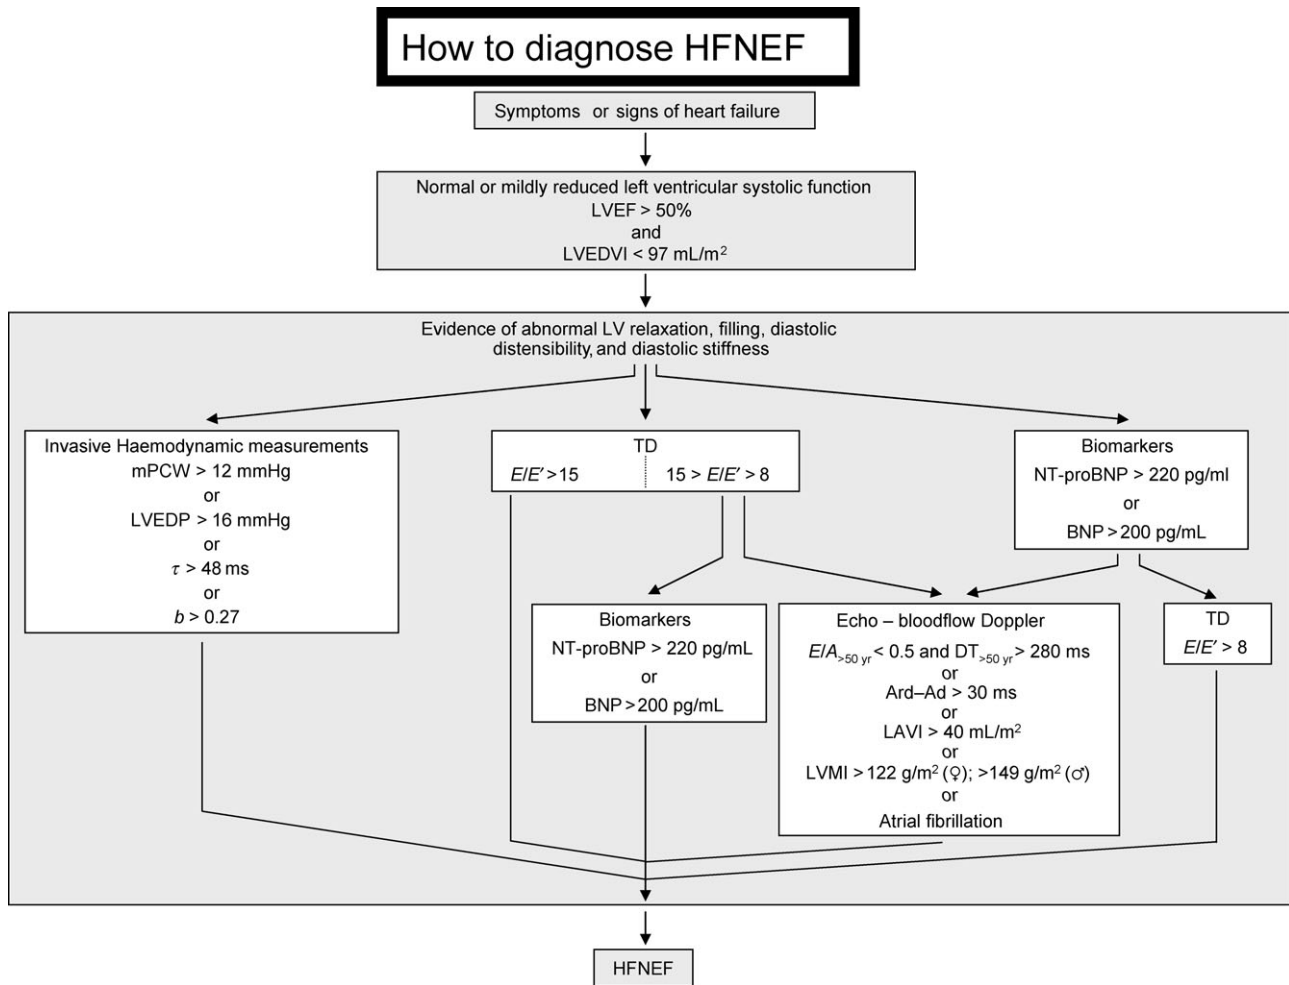 How to diagnose HFNEF
Symptoms or signs of heart failure
Normal or mildly reduced left ventricular systolic function
LVEF > 50%
and
LVEDVI < 97 mL/m²
Evidence of abnormal LV relaxation, filling, diastolic
distensibility, and diastolic stiffness
Invasive Haemodynamic measurements
mPCW > 12 mmHg
or
LVEDP > 16 mmHg
or
τ > 48 ms
or
b > 0.27
TD
E/E′ > 15
15 > E/E′ > 8
Biomarkers
NT-proBNP > 220 pg/ml
or
BNP > 200 pg/mL
Biomarkers
NT-proBNP > 220 pg/mL
or
BNP > 200 pg/mL
Echo – bloodflow Doppler
E/A>50 yr < 0.5 and DT>50 yr > 280 ms
or
Ard–Ad > 30 ms
or
LAVI > 40 mL/m²
or
LVMI > 122 g/m² (♀); >149 g/m² (♂)
or
Atrial fibrillation
TD
E/E′ > 8
HFNEF